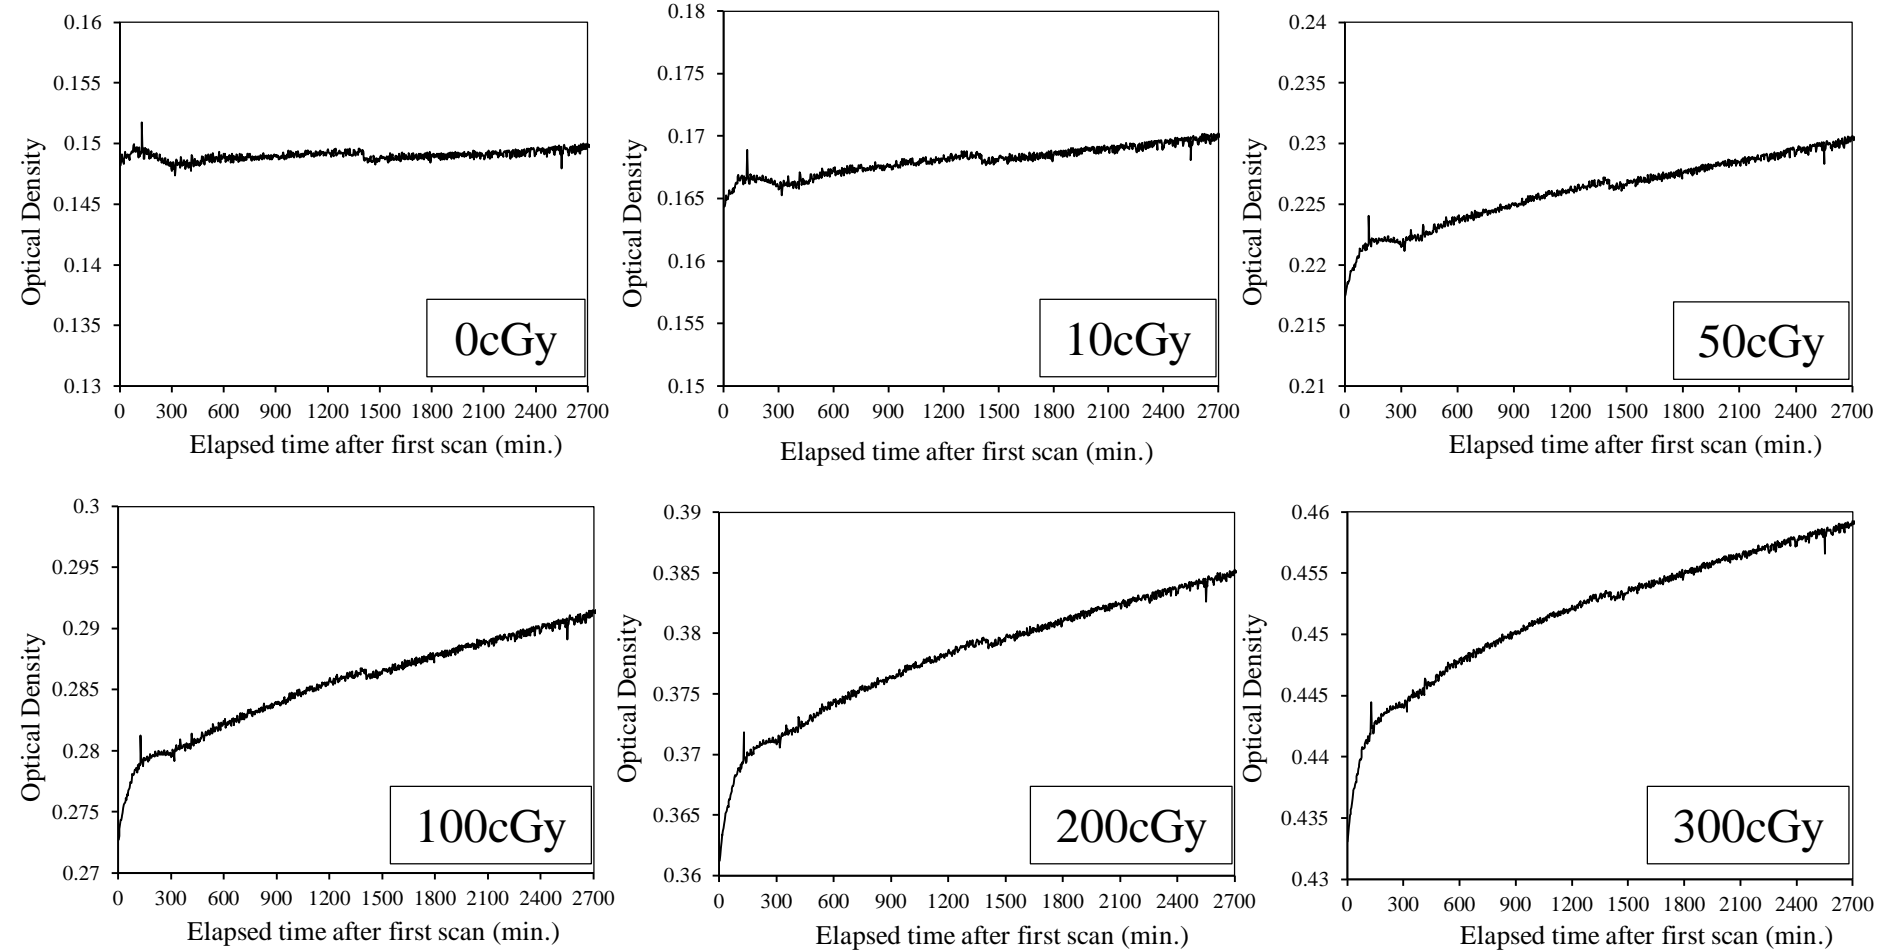 0.16
0.155
0.15
0.145
0.14
0.135
0.13
Optical Density
0cGy
0 300 600 900 1200 1500 1800 2100 2400 2700
Elapsed time after first scan (min.)
0.18
0.175
0.17
0.165
0.16
0.155
0.15
Optical Density
10cGy
0 300 600 900 1200 1500 1800 2100 2400 2700
Elapsed time after first scan (min.)
0.24
0.235
0.23
0.225
0.22
0.215
0.21
Optical Density
50cGy
0 300 600 900 1200 1500 1800 2100 2400 2700
Elapsed time after first scan (min.)
0.3
0.295
0.29
0.285
0.28
0.275
0.27
Optical Density
100cGy
0 300 600 900 1200 1500 1800 2100 2400 2700
Elapsed time after first scan (min.)
0.39
0.385
0.38
0.375
0.37
0.365
0.36
Optical Density
200cGy
0 300 600 900 1200 1500 1800 2100 2400 2700
Elapsed time after first scan (min.)
0.46
0.455
0.45
0.445
0.44
0.435
0.43
Optical Density
300cGy
0 300 600 900 1200 1500 1800 2100 2400 2700
Elapsed time after first scan (min.)